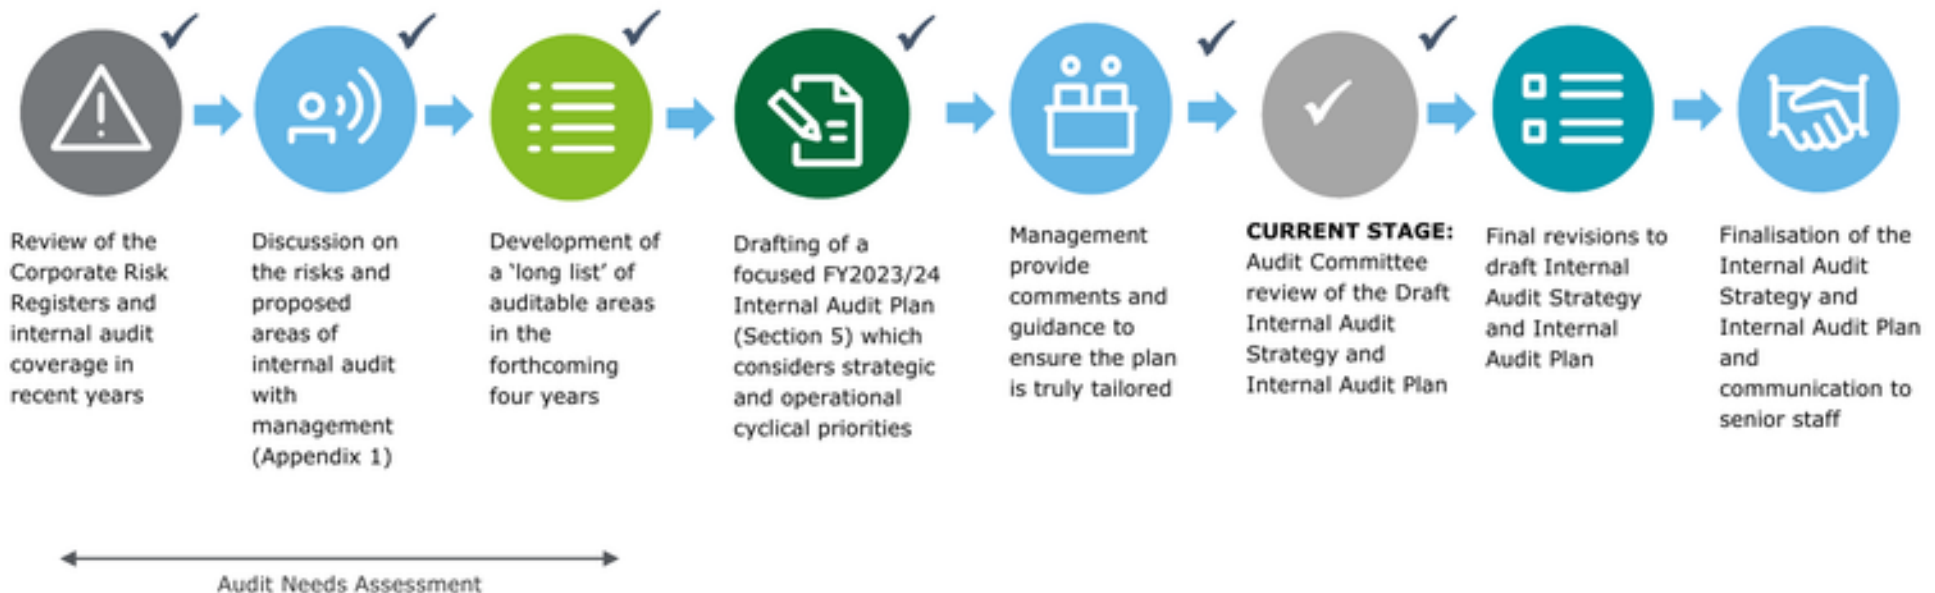 Review of the
Corporate Risk
Registers and
internal audit
coverage in
recent years
Discussion on
the risks and
proposed
areas of
internal audit
with
management
(Appendix 1)
Development of
a ‘long list’ of
auditable areas
in the
forthcoming
four years
Drafting of a
focused FY2023/24
Internal Audit Plan
(Section 5) which
considers strategic
and operational
cyclical priorities
Management
provide
comments and
guidance to
ensure the plan
is truly tailored
CURRENT STAGE:
Audit Committee
review of the Draft
Internal Audit
Strategy and
Internal Audit Plan
Final revisions to
draft Internal
Audit Strategy
and Internal
Audit Plan
Finalisation of the
Internal Audit
Strategy and
Internal Audit Plan
and
communication to
senior staff
Audit Needs Assessment